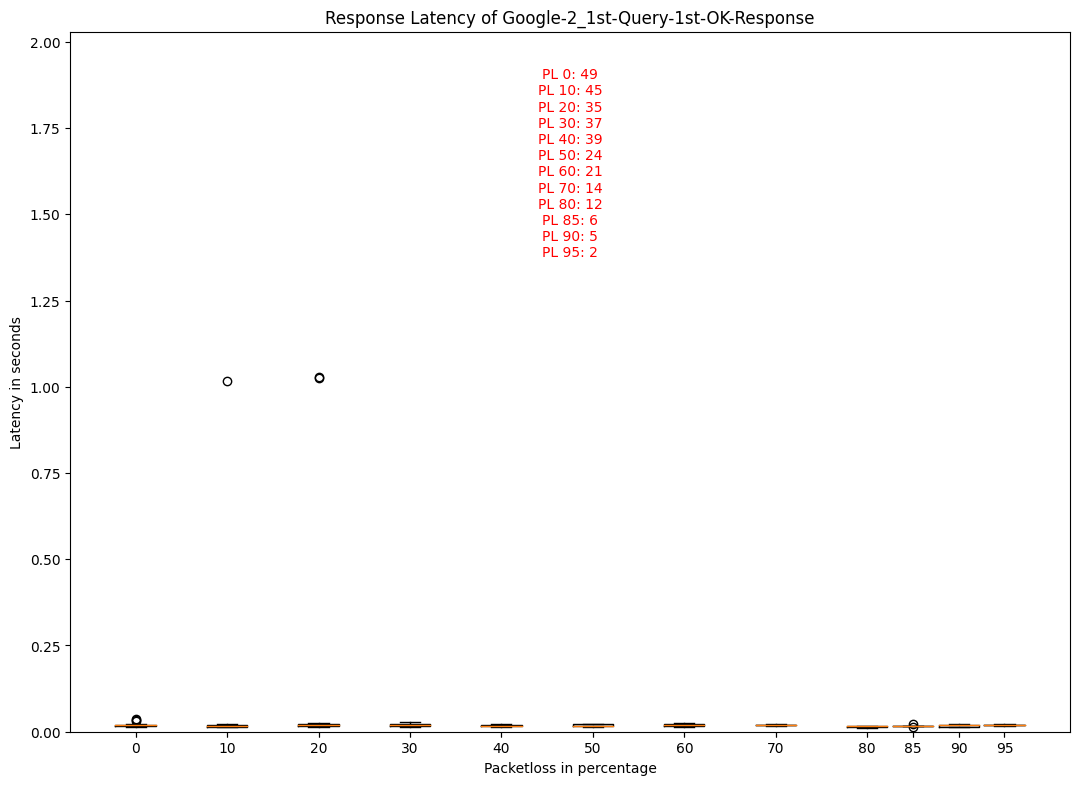 Response Latency of Google-2_1st-Query-1st-OK-Response
2.00
1.75
1.50
1.25
1.00
0.75
0.50
0.25
0.00
Latency in seconds
PL 0: 49
PL 10: 45
PL 20: 35
PL 30: 37
PL 40: 39
PL 50: 24
PL 60: 21
PL 70: 14
PL 80: 12
PL 85: 6
PL 90: 5
PL 95: 2
0 10 20 30 40 50 60 70 80 85 90 95
Packetloss in percentage